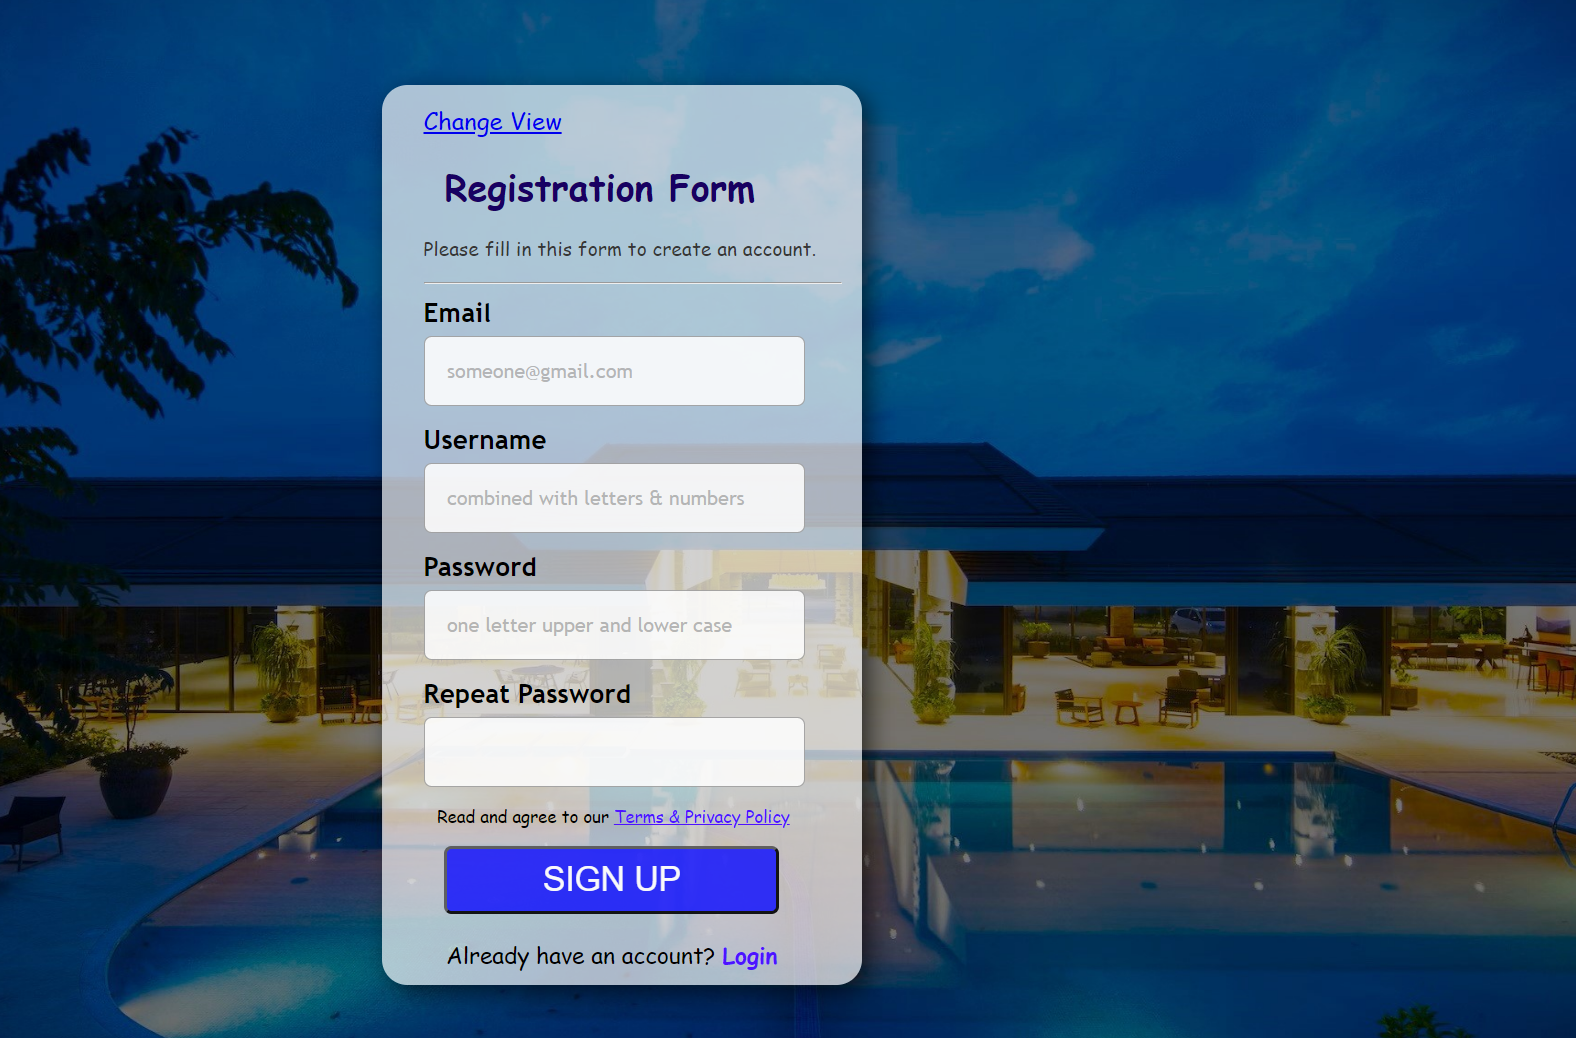 Change View
Registration Form
Please fill in this form to create an account.
Email
someone@gmail.com
Username
combined with letters & numbers
Password
one letter upper and lower case
Repeat Password
Read and agree to our Terms & Privacy Policy
SIGN UP
Already have an account? Login